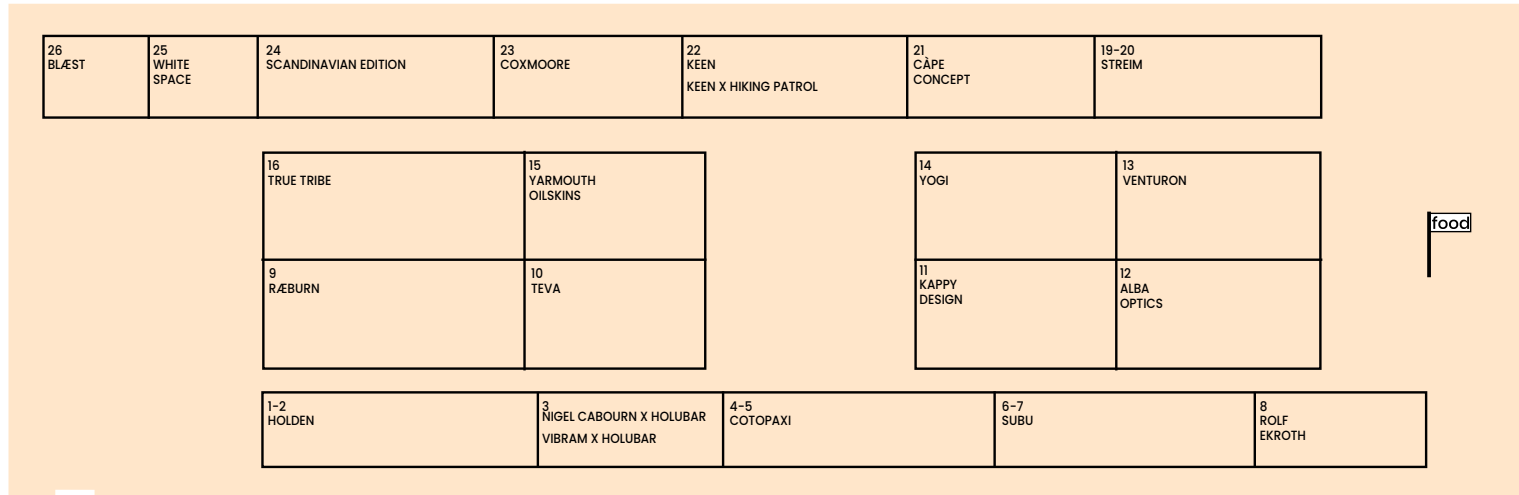 26
BLÆST
25
WHITE
SPACE
24
SCANDINAVIAN EDITION
23
COXMOORE
22
KEEN
KEEN X HIKING PATROL
21
CÀPE
CONCEPT
19-20
STREIM
16
TRUE TRIBE
15
YARMOUTH
OILSKINS
14
YOGI
13
VENTURON
food
9
RÆBURN
10
TEVA
11
KAPPY
DESIGN
12
ALBA
OPTICS
1-2
HOLDEN
3
NIGEL CABOURN X HOLUBAR
VIBRAM X HOLUBAR
4-5
COTOPAXI
6-7
SUBU
8
ROLF
EKROTH